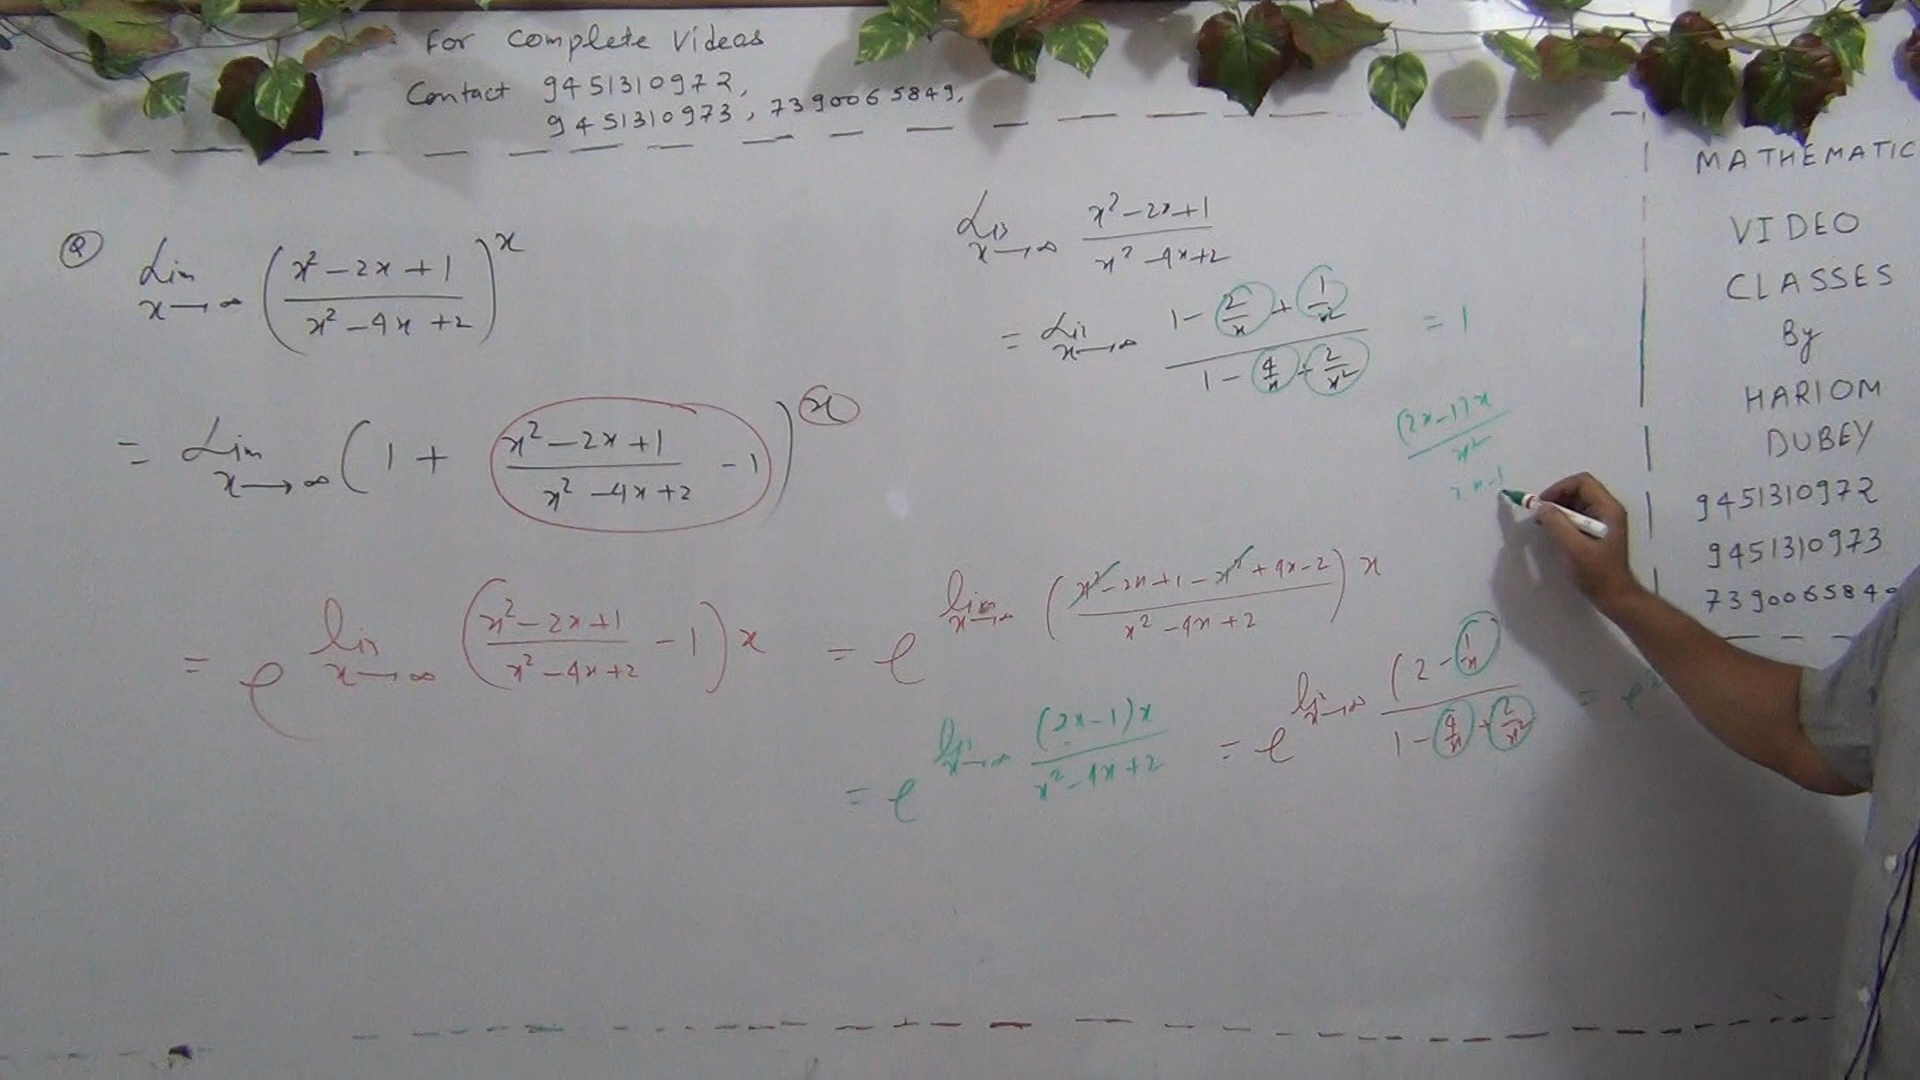 For Complete Videos
Contact 9451310972,
9451310973, 7390065849,
Q Lim x→∞ ((x²-2x+1)/(x²-4x+2))^x
= Lim x→∞ (1 + (x²-2x+1)/(x²-4x+2) -1)^x
= e^(lim x→∞ ((x²-2x+1)/(x²-4x+2) -1)x)
= e^(lim x→∞ ((x²-2x+1-x²+4x-2)/(x²-4x+2))x)
= e^(lim x→∞ (2x-1)x/(x²-4x+2))
= e^(lim x→∞ (2-1/x/(1-4/x+2/x²)
= e²
Lim x→∞ (x²-2x+1)/(x²-4x+2)
= Lim x→∞ (1-2/x+1/x²)/(1-4/x+2/x²) = 1
(2x-1)x/x²
MATHEMATIC
VIDEO
CLASSES
By
HARIOM
DUBEY
9451310972
9451310973
739006584